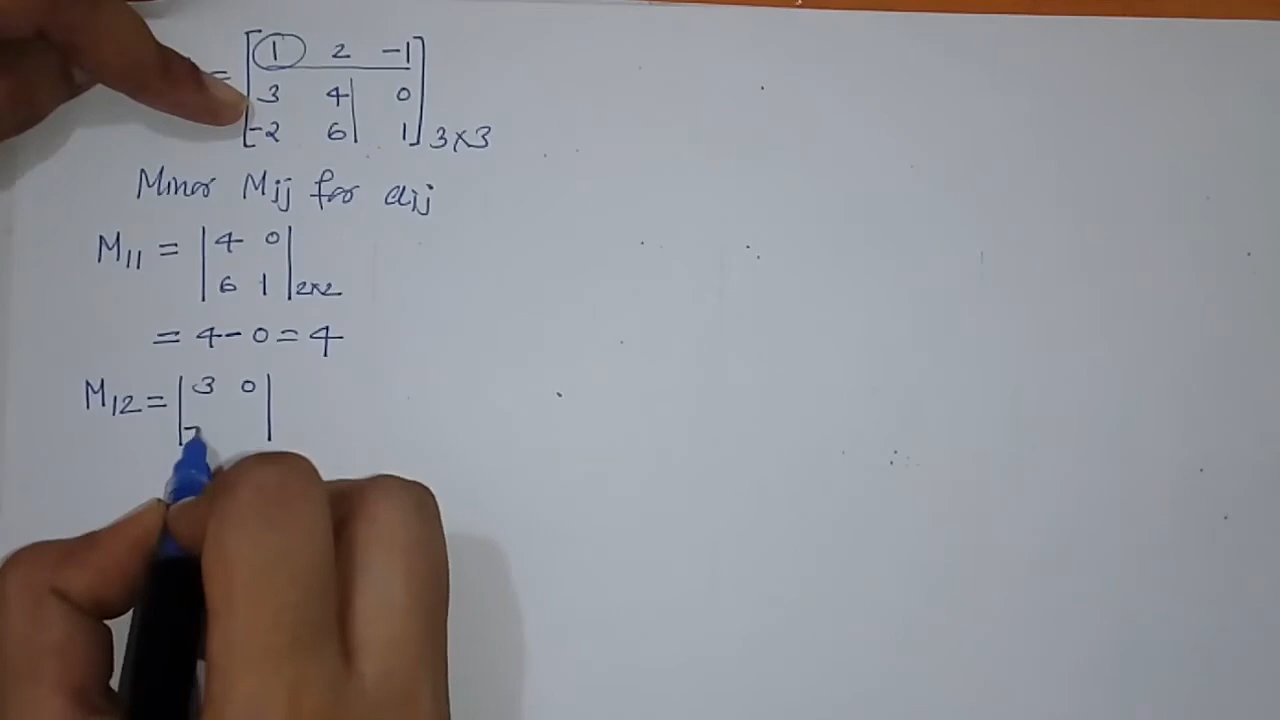 = [ 1 2 -1
3 4 0
-2 6 1 ] 3×3
Minor Mij for aij
M11 = | 4 0
6 1 | 2×2
= 4 - 0 = 4
M12 = | 3 0 |
-